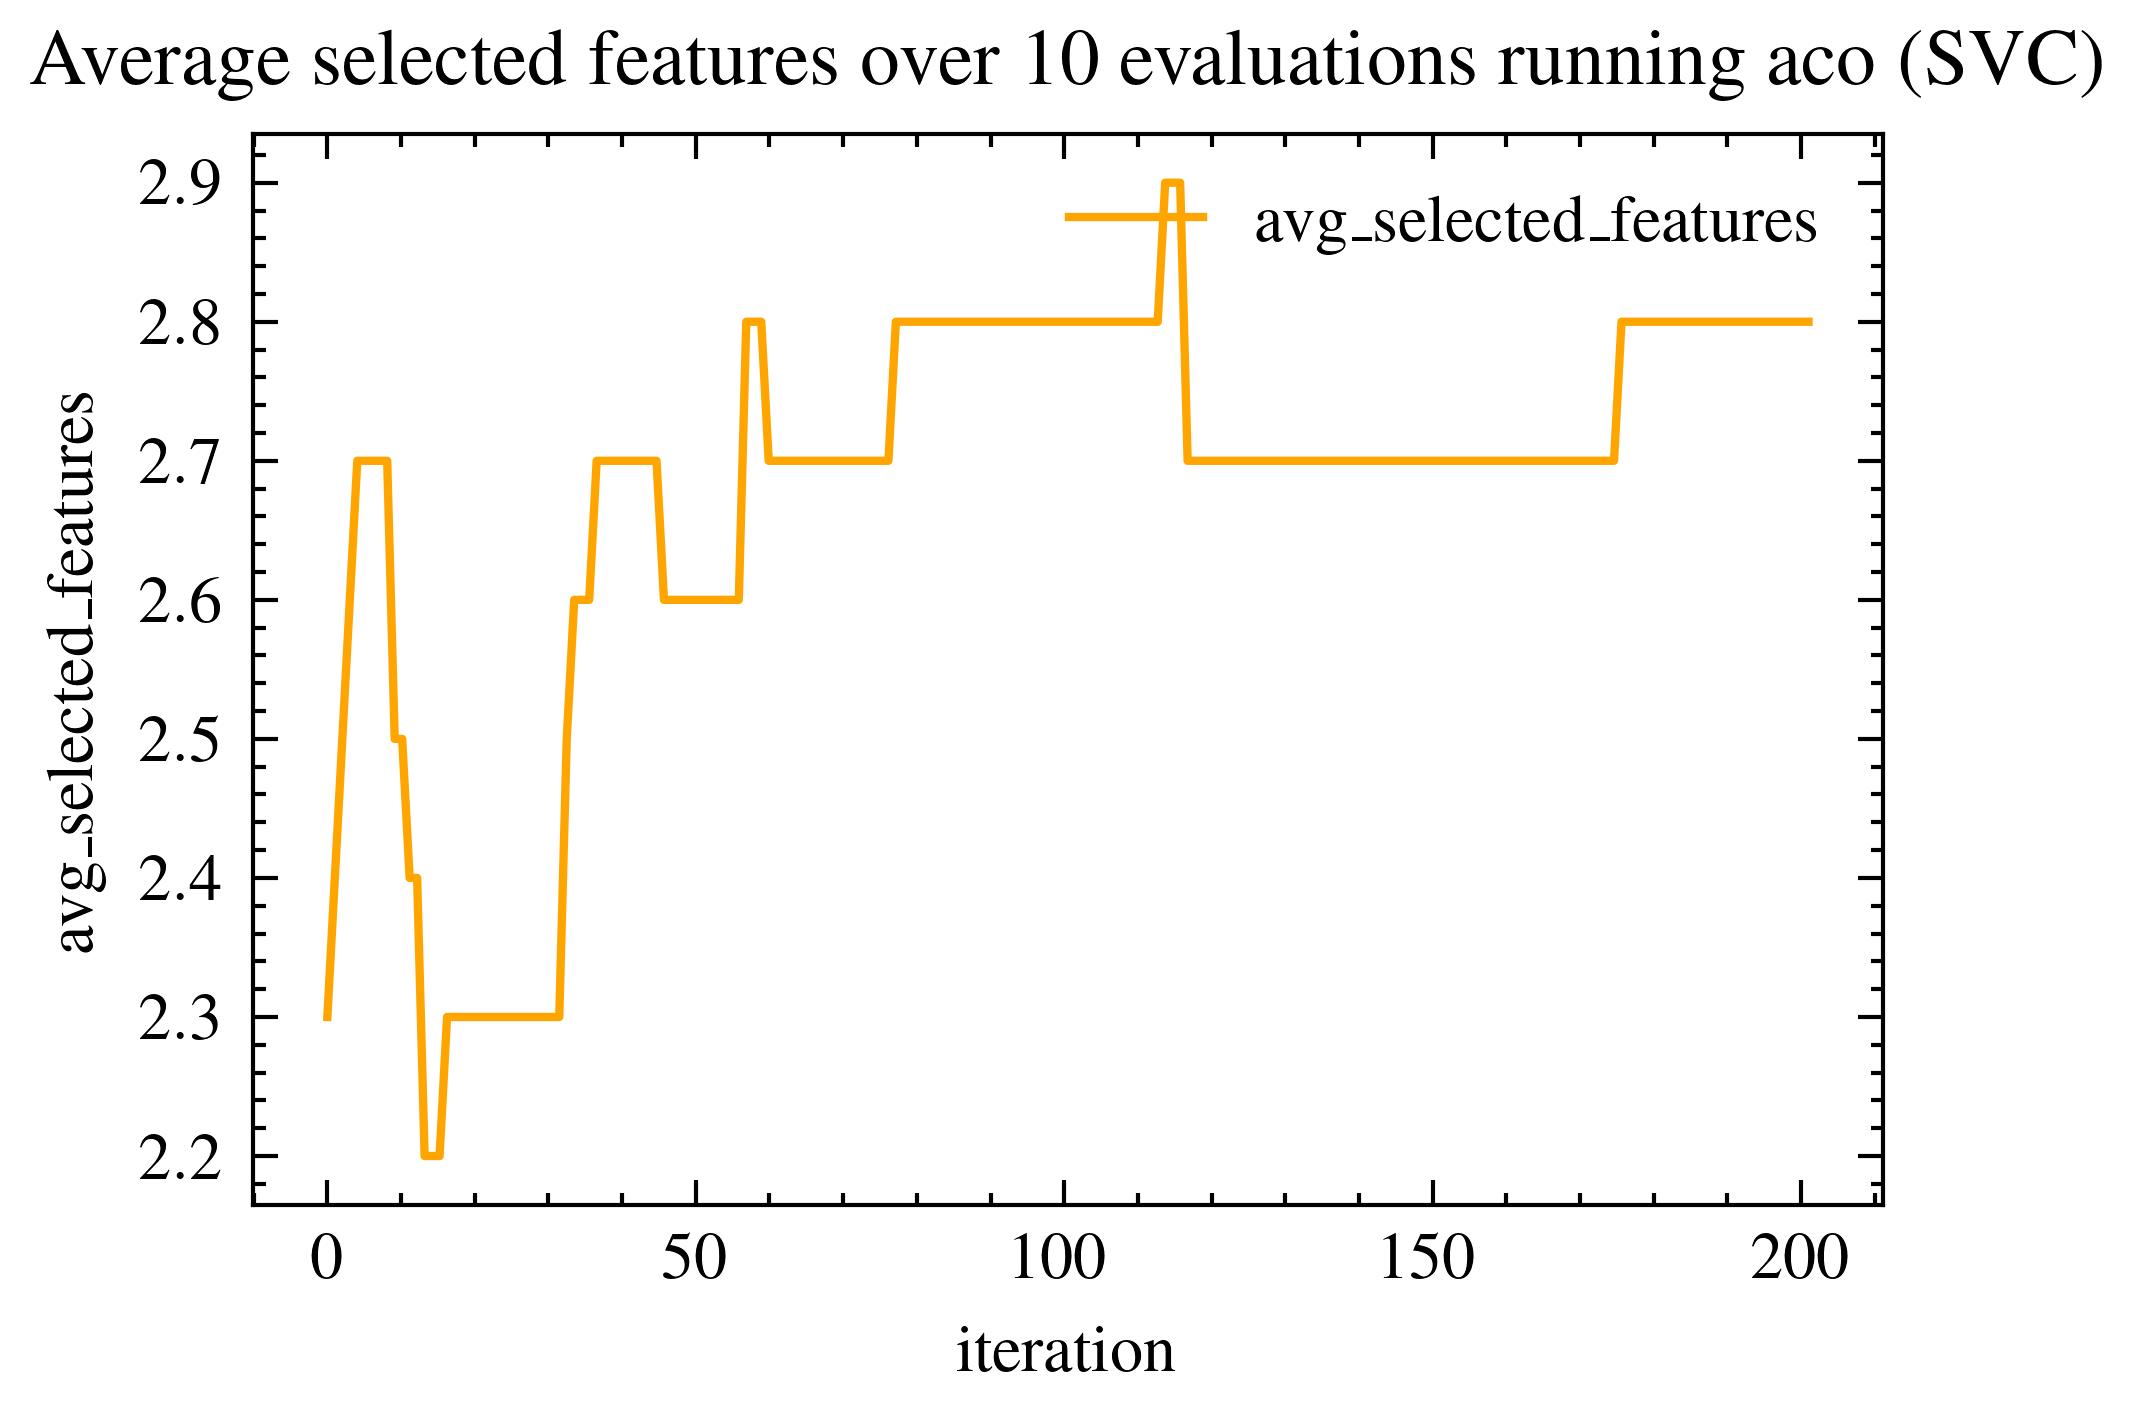 Average selected features over 10 evaluations running aco (SVC)
avg_selected_features
2.9
2.8
2.7
2.6
2.5
2.4
2.3
2.2
avg_selected_features
0 50 100 150 200
iteration